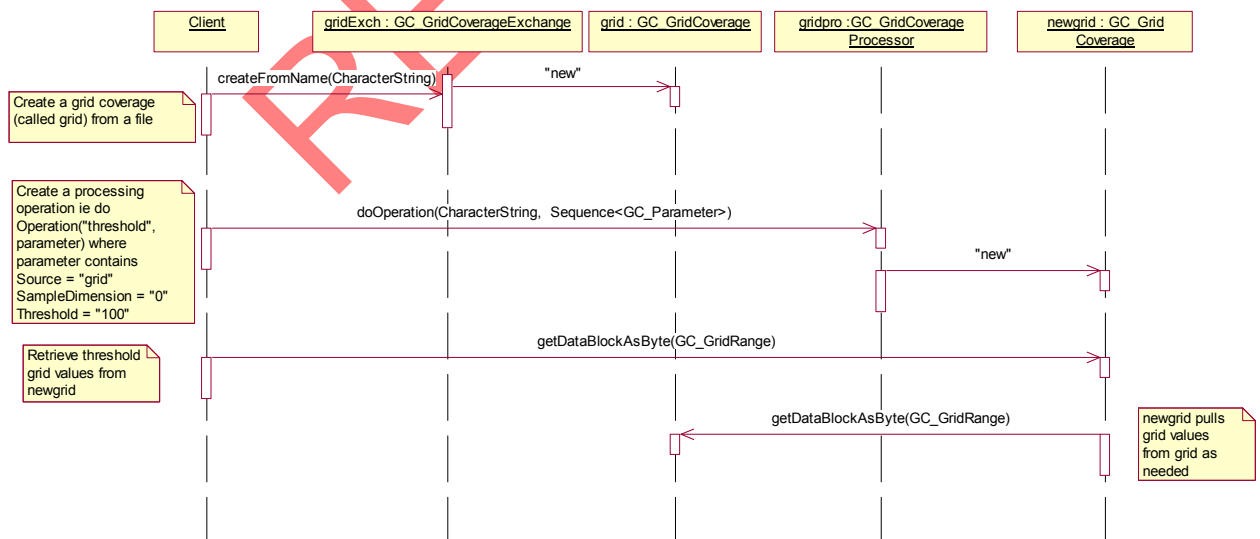 Client
gridExch : GC_GridCoverageExchange
grid : GC_GridCoverage
gridpro :GC_GridCoverage
Processor
newgrid : GC_Grid
Coverage
createFromName(CharacterString)
"new"
Create a grid coverage
(called grid) from a file
Create a processing
operation ie do
Operation("threshold",
parameter) where
parameter contains
Source = "grid"
SampleDimension = "0"
Threshold = "100"
doOperation(CharacterString, Sequence<GC_Parameter>)
"new"
getDataBlockAsByte(GC_GridRange)
Retrieve threshold
grid values from
newgrid
getDataBlockAsByte(GC_GridRange)
newgrid pulls
grid values
from grid as
needed